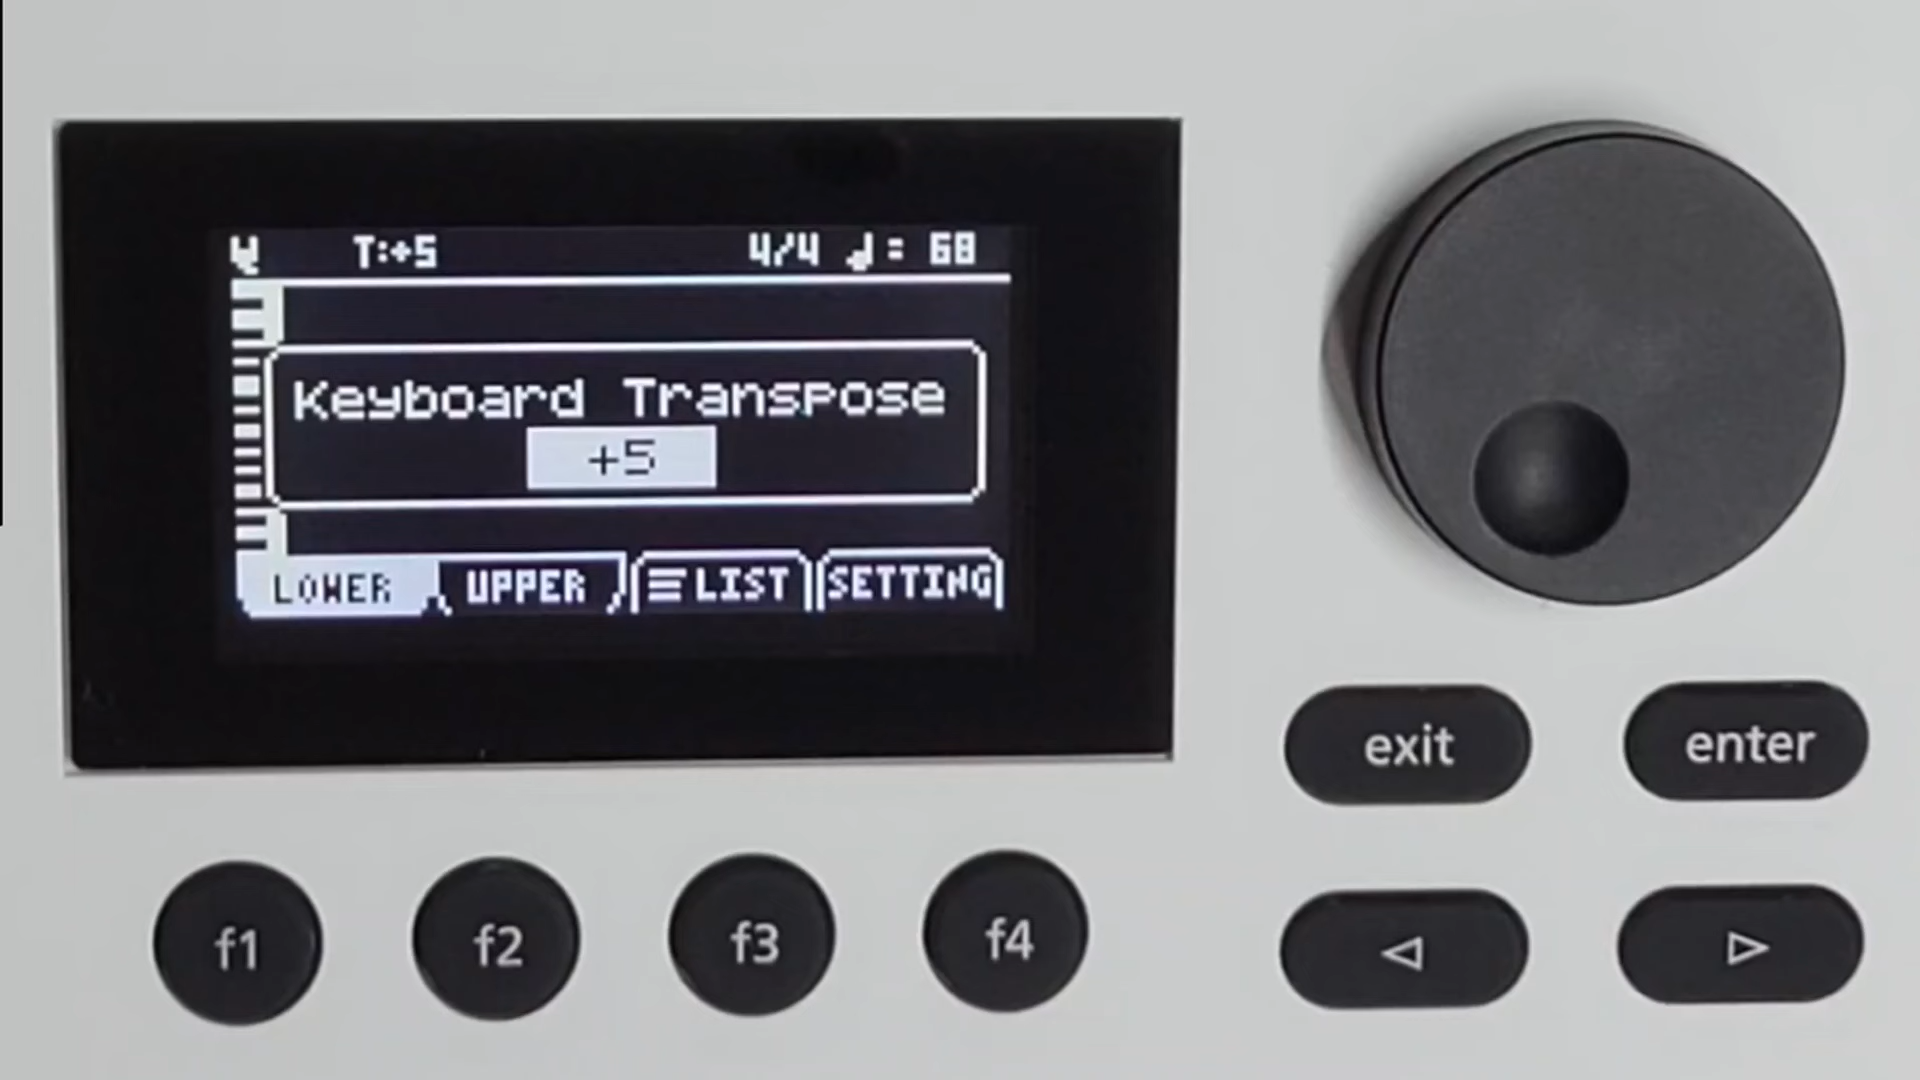 T:+5 4/4 ♩= 68
Keyboard Transpose
+5
LOWER UPPER LIST SETTING
exit enter
f1 f2 f3 f4